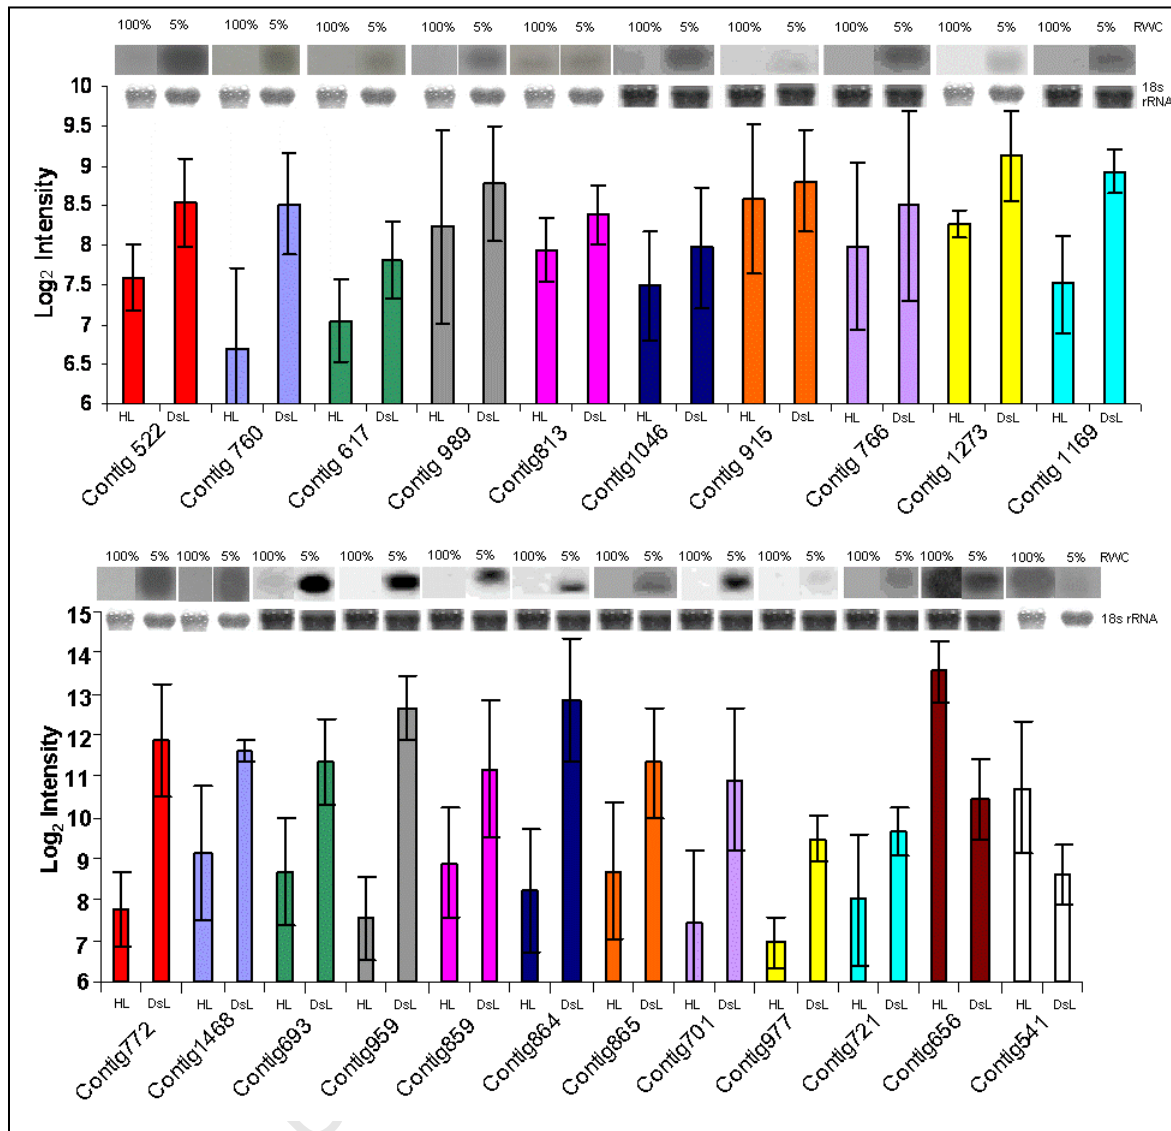 100% 5% 100% 5% 100% 5% 100% 5% 100% 5% 100% 5% 100% 5% 100% 5% 100% 5% 100% 5% RWC
18s
rRNA
10
9.5
9
8.5
8
7.5
7
6.5
6
Log2 Intensity
HL DsL HL DsL HL DsL HL DsL HL DsL HL DsL HL DsL HL DsL HL DsL HL DsL
Contig 522 Contig 760 Contig 617 Contig 989 Contig813 Contig1046 Contig 915 Contig 766 Contig 1273 Contig 1169
100% 5% 100% 5% 100% 5% 100% 5% 100% 5% 100% 5% 100% 5% 100% 5% 100% 5% 100% 5% 100% 5% 100% 5% RWC
18s rRNA
15
14
13
12
11
10
9
8
7
6
Log2 Intensity
HL DsL HL DsL HL DsL HL DsL HL DsL HL DsL HL DsL HL DsL HL DsL HL DsL HL DsL HL DsL
Contig772 Contig1468 Contig693 Contig959 Contig859 Contig864 Contig865 Contig701 Contig977 Contig721 Contig656 Contig541